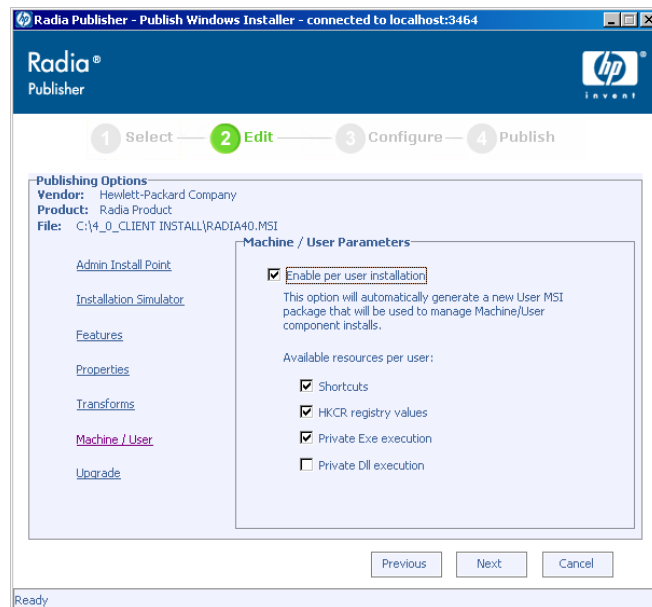 Radia Publisher - Publish Windows Installer - connected to localhost:3464
Radia®
Publisher
hp
®
invent
1 Select 2 Edit 3 Configure 4 Publish
Publishing Options
Vendor: Hewlett-Packard Company
Product: Radia Product
File: C:\4_0_CLIENT INSTALL\RADIA40.MSI
Admin Install Point
Installation Simulator
Features
Properties
Transforms
Machine / User
Upgrade
Machine / User Parameters
Enable per user installation
This option will automatically generate a new User MSI
package that will be used to manage Machine/User
component installs.
Available resources per user:
Shortcuts
HKCR registry values
Private Exe execution
Private Dll execution
Previous Next Cancel
Ready